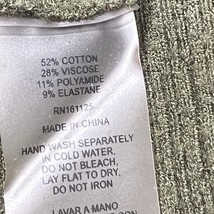 52% COTTON
28% VISCOSE
11% POLYAMIDE
9% ELASTANE
RN161125
MADE IN CHINA
HAND WASH SEPARATELY
IN COLD WATER.
DO NOT BLEACH,
LAY FLAT TO DRY.
DO NOT IRON
LAVAR A MANO